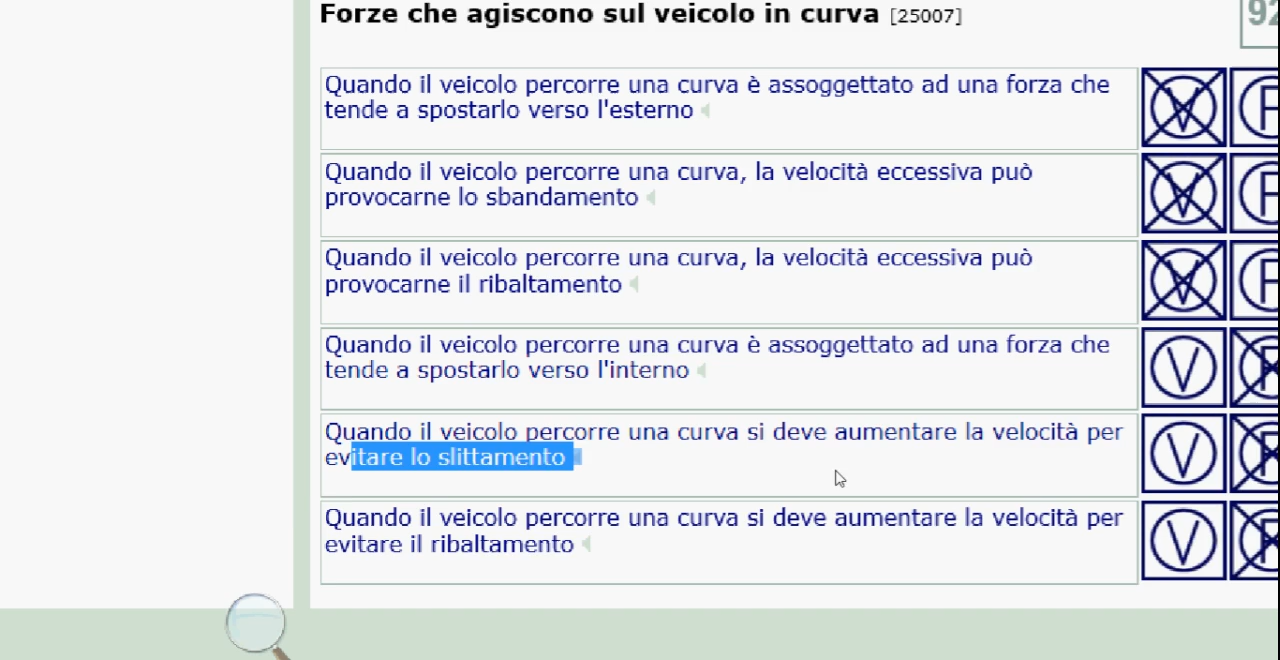 Forze che agiscono sul veicolo in curva [25007]
92
Quando il veicolo percorre una curva è assoggettato ad una forza che
tende a spostarlo verso l'esterno
V F
Quando il veicolo percorre una curva, la velocità eccessiva può
provocarne lo sbandamento
V F
Quando il veicolo percorre una curva, la velocità eccessiva può
provocarne il ribaltamento
V F
Quando il veicolo percorre una curva è assoggettato ad una forza che
tende a spostarlo verso l'interno
V F
Quando il veicolo percorre una curva si deve aumentare la velocità per
evitare lo slittamento
V F
Quando il veicolo percorre una curva si deve aumentare la velocità per
evitare il ribaltamento
V F